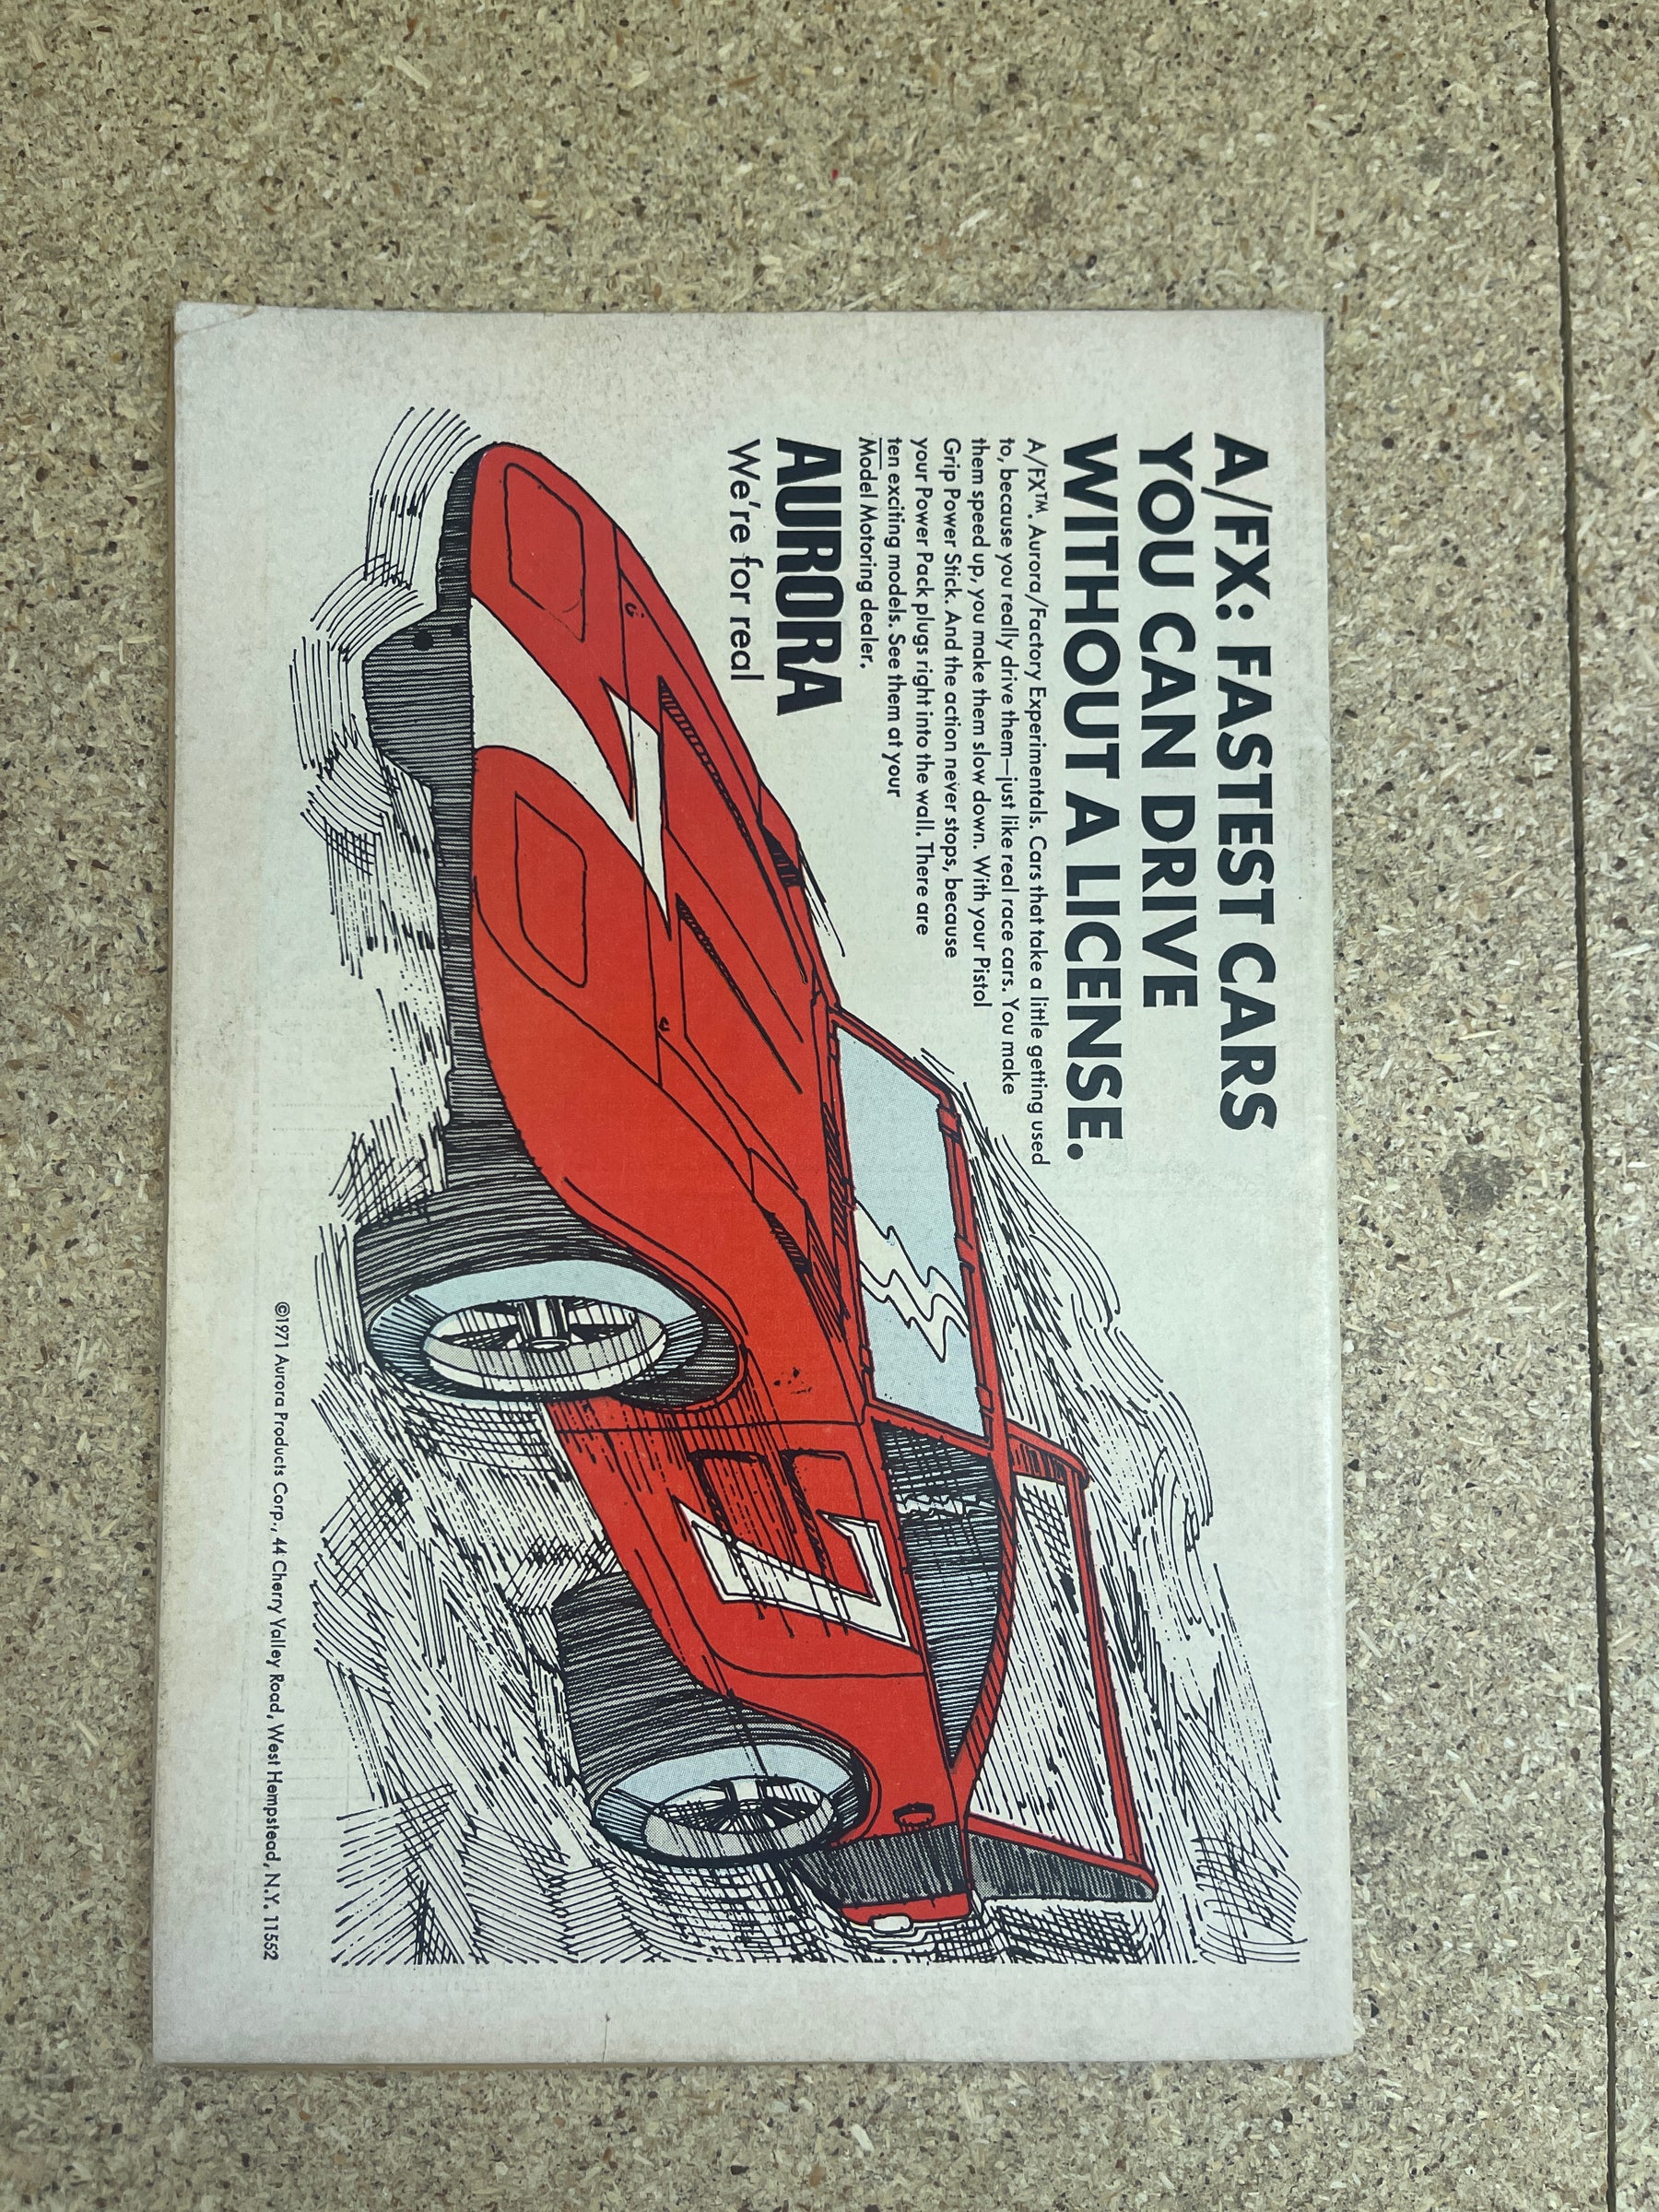 A/FX: FASTEST CARS
YOU CAN DRIVE
WITHOUT A LICENSE.
A/FX™. Aurora/Factory Experimentals. Cars that take a little getting used
to, because you really drive them—just like real race cars. You make
them speed up, you make them slow down. With your Pistol
Grip Power Stick. And the action never stops, because
your Power Pack plugs right into the wall. There are
ten exciting models. See them at your
Model Motoring dealer.
AURORA
We're for real
7
7
©1971 Aurora Products Corp., 44 Cherry Valley Road, West Hempstead, N.Y. 11552